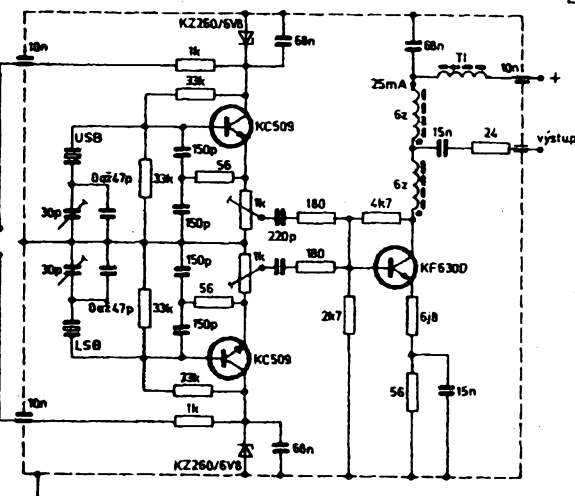 KZ260/6V8
10n
68n
1k
33k
68n
Tl
10n
+
25mA
6z
USB
KC509
150p
15n
24
výstup
0až47p
33k
56
6z
30p
1k
180
4k7
150p
220p
30p
150p
1k
180
KF630D
0až47p
33k
56
2k7
6j8
150p
LSB
KC509
33k
56
15n
1k
10n
68n
KZ260/6V8